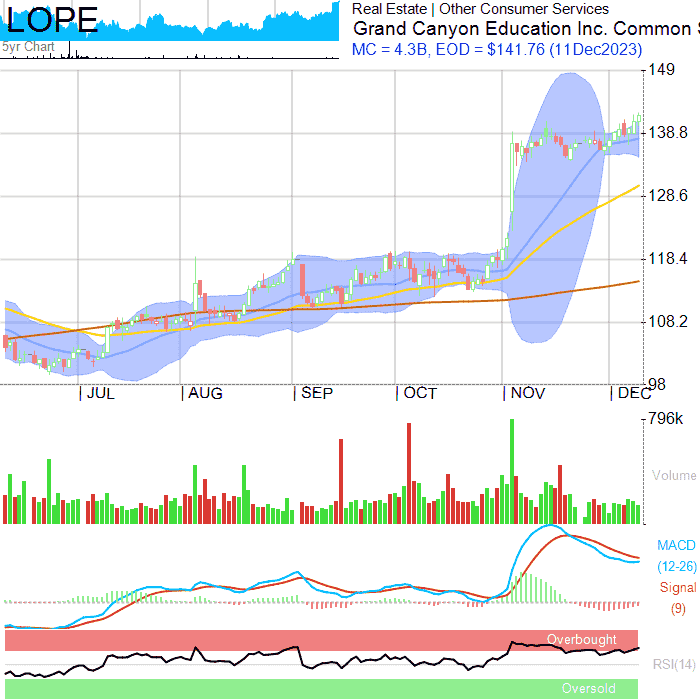 LOPE
5yr Chart
Real Estate | Other Consumer Services
Grand Canyon Education Inc. Common S
MC = 4.3B, EOD = $141.76 (11Dec2023)
149
138.8
128.6
118.4
108.2
98
| JUL | AUG | SEP | OCT | NOV | DEC
796k
Volume
MACD
(12-26)
Signal
(9)
Overbought
RSI(14)
Oversold